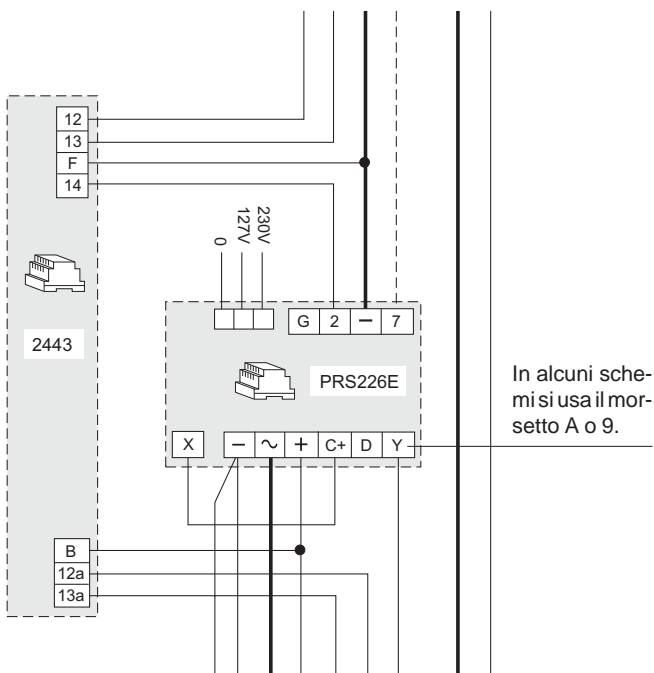 12
13
F
14
0
127V
230V
G 2 – 7
2443
PRS226E
In alcuni sche-
mi si usa il mor-
setto A o 9.
X – ~ + C+ D Y
B
12a
13a